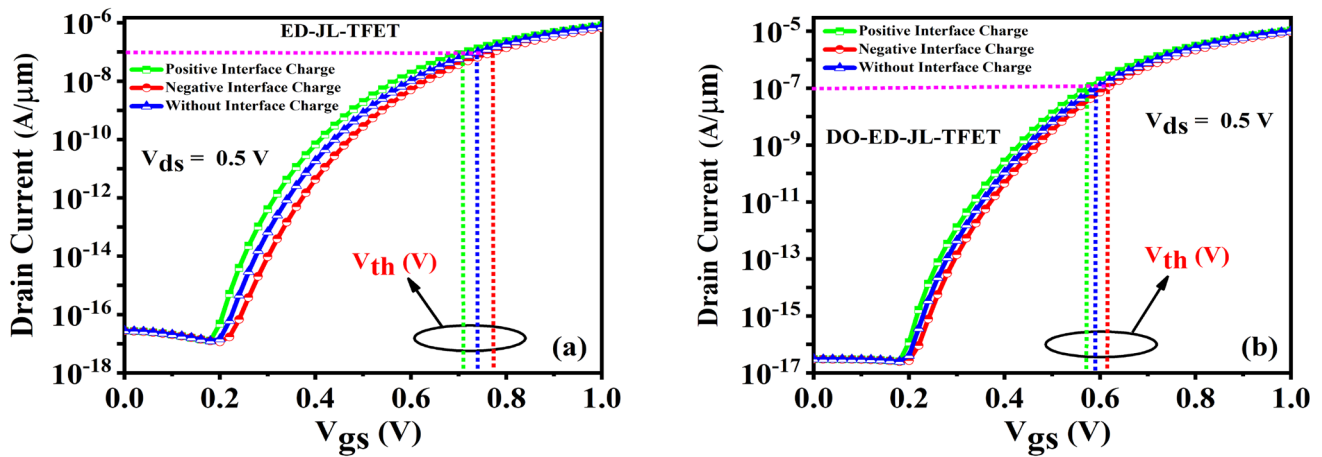 ED-JL-TFET
Positive Interface Charge
Negative Interface Charge
Without Interface Charge
Vds = 0.5 V
Vth (V)
(a)
Drain Current (A/μm)
10-6
10-8
10-10
10-12
10-14
10-16
10-18
0.0 0.2 0.4 0.6 0.8 1.0
Vgs (V)
Positive Interface Charge
Negative Interface Charge
Without Interface Charge
Vds = 0.5 V
DO-ED-JL-TFET
Vth (V)
(b)
Drain Current (A/μm)
10-5
10-7
10-9
10-11
10-13
10-15
10-17
0.0 0.2 0.4 0.6 0.8 1.0
Vgs (V)